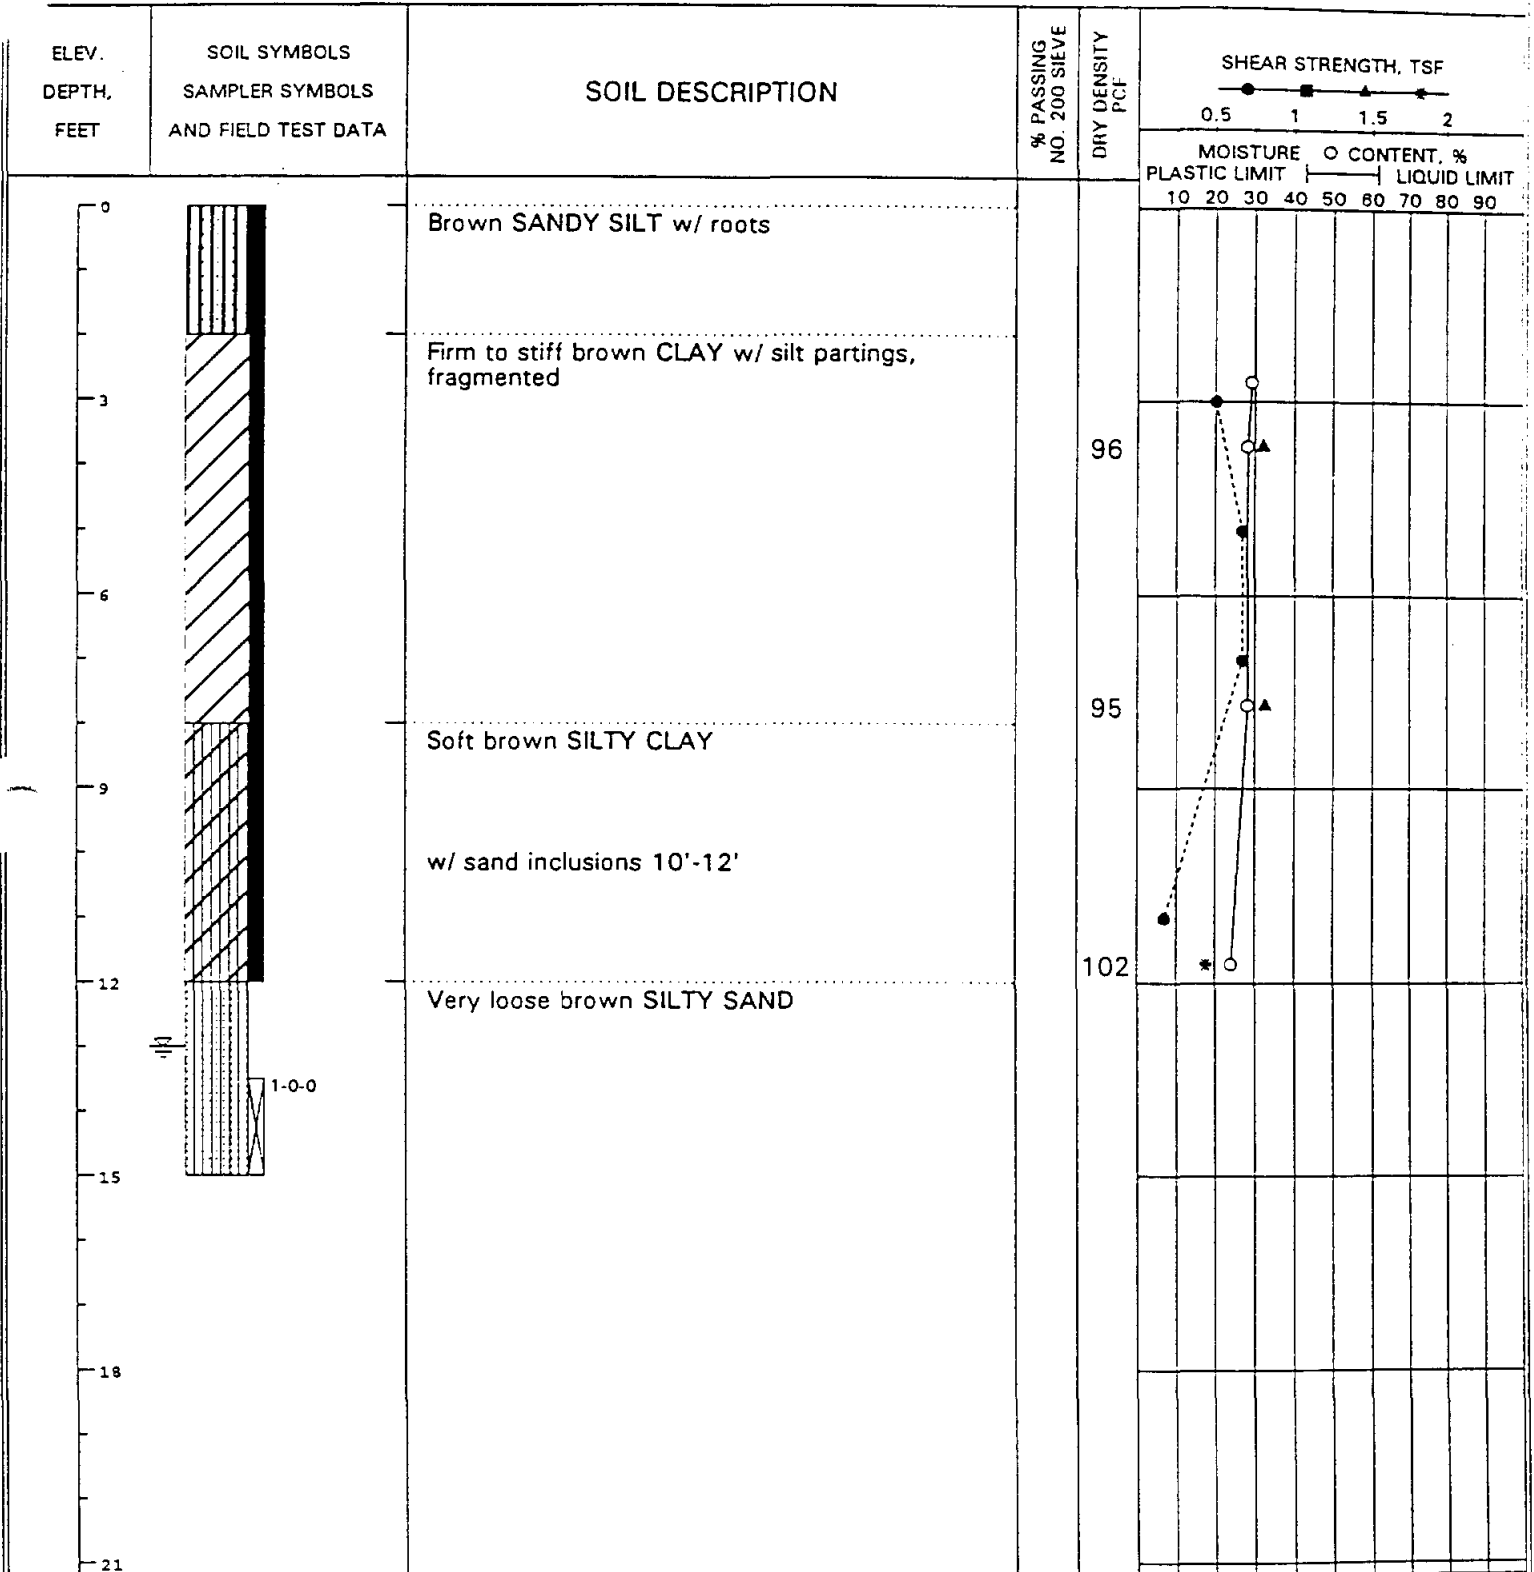 ELEV.
DEPTH,
FEET
SOIL SYMBOLS
SAMPLER SYMBOLS
AND FIELD TEST DATA
SOIL DESCRIPTION
% PASSING
NO. 200 SIEVE
DRY DENSITY
PCF
SHEAR STRENGTH, TSF
0.5 1 1.5 2
MOISTURE O CONTENT, %
PLASTIC LIMIT LIQUID LIMIT
10 20 30 40 50 60 70 80 90
0
Brown SANDY SILT w/ roots
Firm to stiff brown CLAY w/ silt partings,
fragmented
3
96
6
95
Soft brown SILTY CLAY
9
w/ sand inclusions 10'-12'
102
12
Very loose brown SILTY SAND
1-0-0
15
18
21